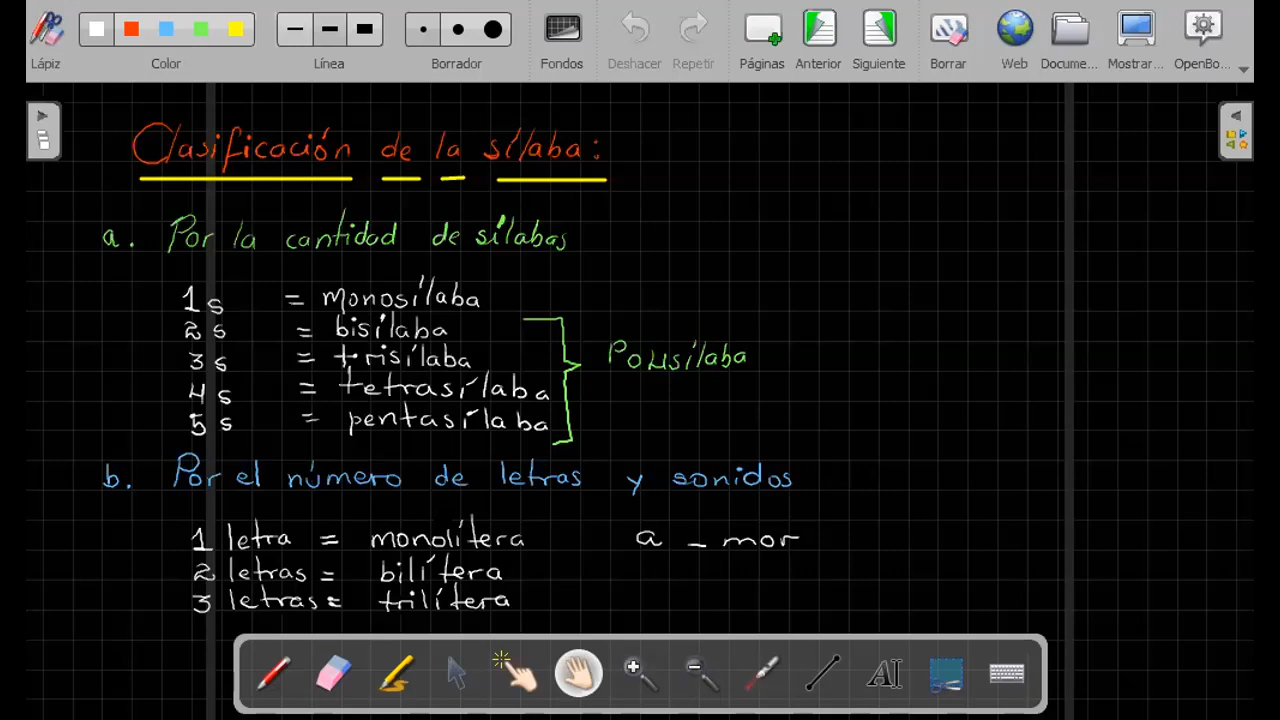 Lápiz Color Línea Borrador Fondos Deshacer Repetir Páginas Anterior Siguiente Borrar Web Docume... Mostrar... OpenBo...
Clasificación de la sílaba:
a. Por la cantidad de sílabas
1 s = monosílaba
2 s = bisílaba
3 s = trisílaba
4 s = tetrasílaba
5 s = pentasílaba
Polisílaba
b. Por el número de letras y sonidos
1 letra = monolítera a - mor
2 letras = bilítera
3 letras = trilítera
AI